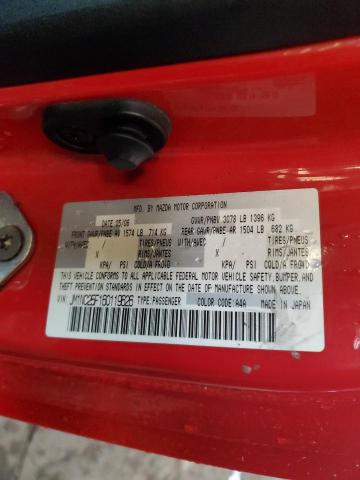 MFG. BY MAZDA MOTOR CORPORATION
DATE 05/06 GVWR/PNBV 3078 LB 1396 KG
FRONT GAWR/PNBE AV 1574 LB 714 KG REAR GAWR/PNBE AR 1504 LB 682 KG
WITH/AVEC TIRES/PNEUS WITH/AVEC TIRES/PNEUS
X RIMS/JANTES X RIMS/JANTES
KPA/ PSI COLD/A FROID KPA/ PSI COLD/A FROID
THIS VEHICLE CONFORMS TO ALL APPLICABLE FEDERAL MOTOR VEHICLE SAFETY, BUMPER, AND
THEFT PREVENTION STANDARDS IN EFFECT ON THE DATE OF MANUFACTURE SHOWN ABOVE.
VIN: JM1NC25F160119626 TYPE: PASSENGER COLOR CODE: A4A MADE IN JAPAN